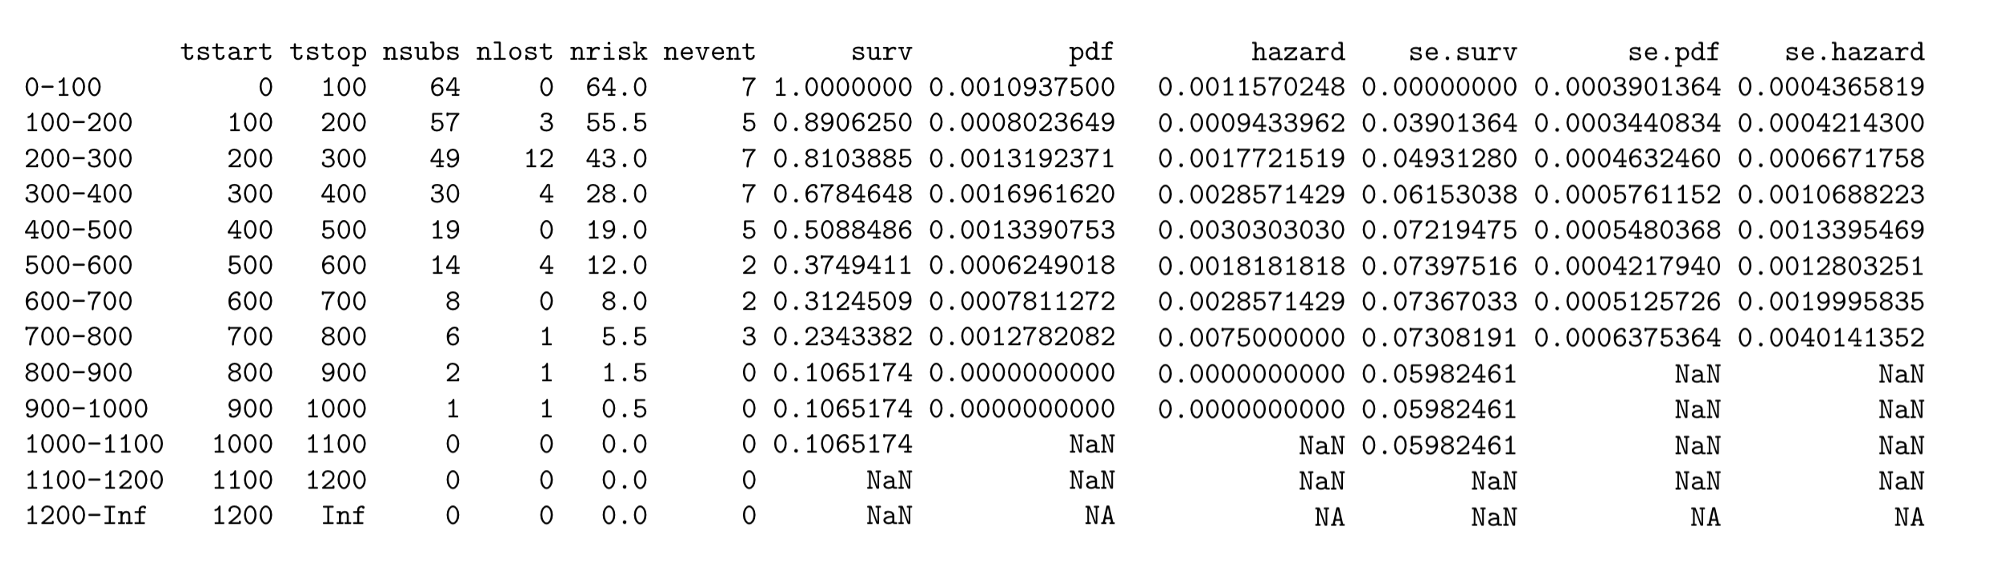 tstart tstop nsubs nlost nrisk nevent surv pdf hazard se.surv se.pdf se.hazard
0-100 0 100 64 0 64.0 7 1.0000000 0.0010937500 0.0011570248 0.00000000 0.0003901364 0.0004365819
100-200 100 200 57 3 55.5 5 0.8906250 0.0008023649 0.0009433962 0.03901364 0.0003440834 0.0004214300
200-300 200 300 49 12 43.0 7 0.8103885 0.0013192371 0.0017721519 0.04931280 0.0004632460 0.0006671758
300-400 300 400 30 4 28.0 7 0.6784648 0.0016961620 0.0028571429 0.06153038 0.0005761152 0.0010688223
400-500 400 500 19 0 19.0 5 0.5088486 0.0013390753 0.0030303030 0.07219475 0.0005480368 0.0013395469
500-600 500 600 14 4 12.0 2 0.3749411 0.0006249018 0.0018181818 0.07397516 0.0004217940 0.0012803251
600-700 600 700 8 0 8.0 2 0.3124509 0.0007811272 0.0028571429 0.07367033 0.0005125726 0.0019995835
700-800 700 800 6 1 5.5 3 0.2343382 0.0012782082 0.0075000000 0.07308191 0.0006375364 0.0040141352
800-900 800 900 2 1 1.5 0 0.1065174 0.0000000000 0.0000000000 0.05982461 NaN NaN
900-1000 900 1000 1 1 0.5 0 0.1065174 0.0000000000 0.0000000000 0.05982461 NaN NaN
1000-1100 1000 1100 0 0 0.0 0 0.1065174 NaN NaN 0.05982461 NaN NaN
1100-1200 1100 1200 0 0 0.0 0 NaN NaN NaN NaN NaN NaN
1200-Inf 1200 Inf 0 0 0.0 0 NaN NA NA NaN NA NA